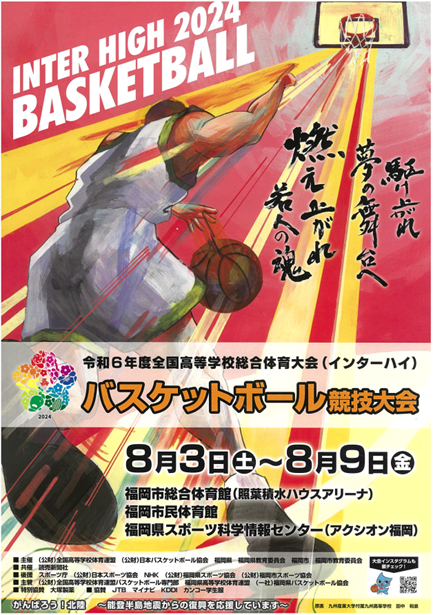 INTER HIGH 2024
BASKETBALL
駆け上がれ
夢の舞台へ
燃え上がれ
若人の魂
2024
令和6年度全国高等学校総合体育大会(インターハイ)
バスケットボール競技大会
8月3日(土)~8月9日(金)
福岡市総合体育館(照葉積水ハウスアリーナ)
福岡市民体育館
福岡県スポーツ科学情報センター(アクシオン福岡)
■主催 (公財)全国高等学校体育連盟 (公財)日本バスケットボール協会 福岡県 福岡県教育委員会 福岡市 福岡市教育委員会
■共催 読売新聞社
■後援 スポーツ庁 (公財)日本スポーツ協会 NHK (公財)福岡県スポーツ協会 (公財)福岡市スポーツ協会
■主管 (公財)全国高等学校体育連盟バスケットボール専門部 福岡県高等学校体育連盟 (一社)福岡県バスケットボール協会
■特別協賛 大塚製薬 ■協賛 JTB マイナビ KDDI カンコー学生服
がんばろう!北陸 ~能登半島地震からの復興を応援しています~
大会インスタグラムも
要チェック!
原画 九州産業大学付属九州高等学校 田中